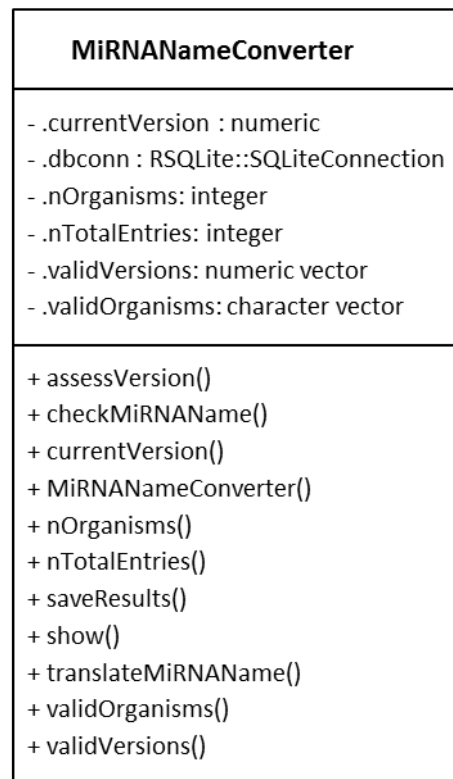 MiRNANameConverter
- .currentVersion : numeric
- .dbconn : RSQLite::SQLiteConnection
- .nOrganisms: integer
- .nTotalEntries: integer
- .validVersions: numeric vector
- .validOrganisms: character vector
+ assessVersion()
+ checkMiRNAName()
+ currentVersion()
+ MiRNANameConverter()
+ nOrganisms()
+ nTotalEntries()
+ saveResults()
+ show()
+ translateMiRNAName()
+ validOrganisms()
+ validVersions()